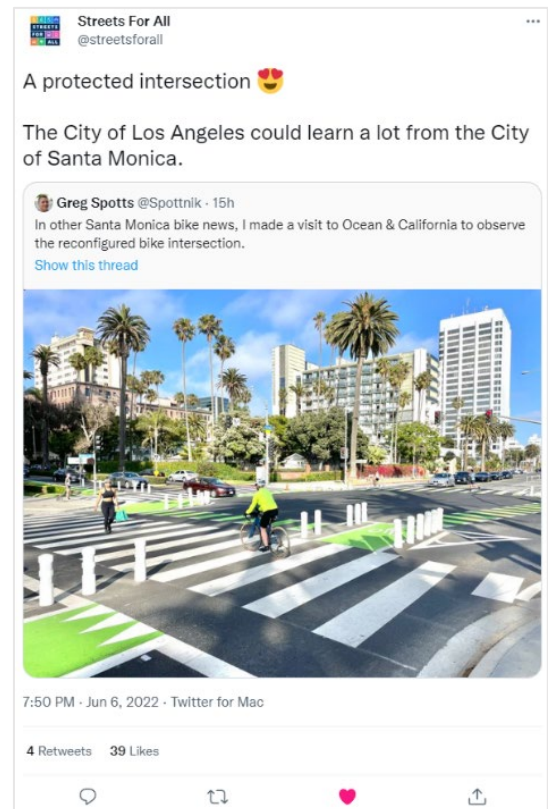 Streets For All
@streetsforall
A protected intersection 😍
The City of Los Angeles could learn a lot from the City
of Santa Monica.
Greg Spotts @Spottnik · 15h
In other Santa Monica bike news, I made a visit to Ocean & California to observe
the reconfigured bike intersection.
Show this thread
7:50 PM · Jun 6, 2022 · Twitter for Mac
4 Retweets 39 Likes